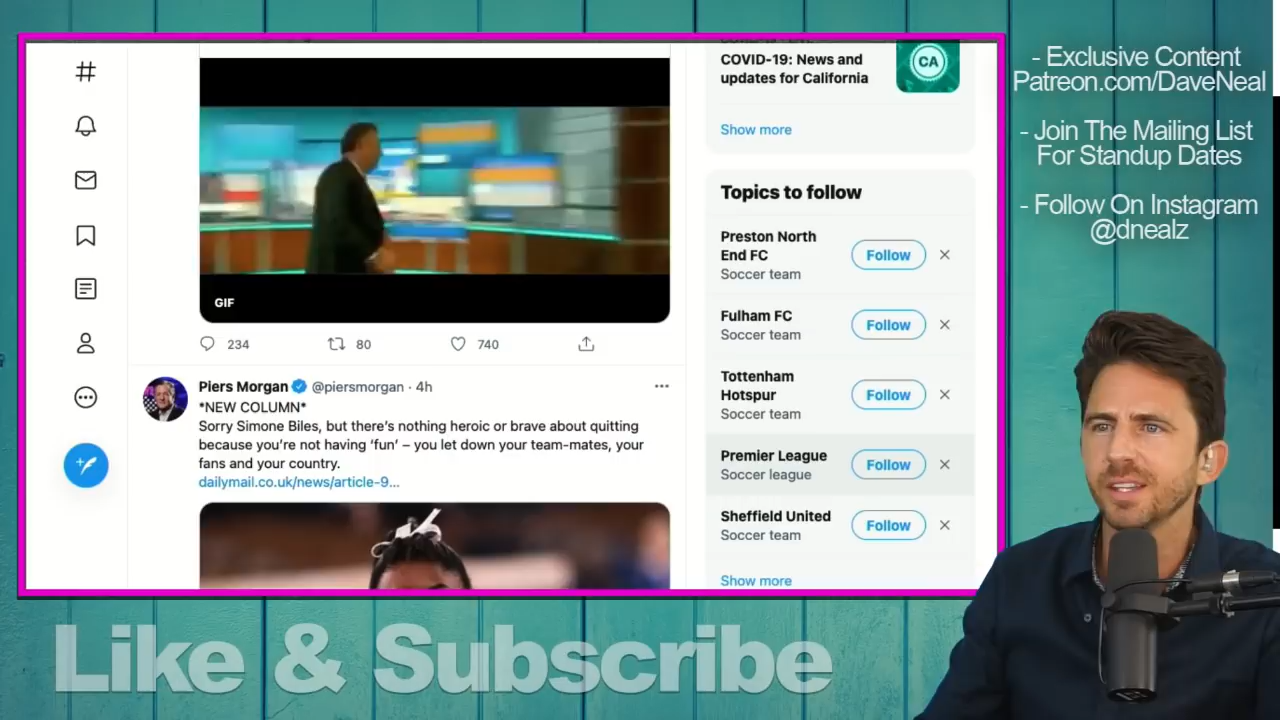 COVID-19: News and
updates for California
CA
Show more
Topics to follow
Preston North
End FC
Soccer team
Follow
Fulham FC
Soccer team
Follow
Tottenham
Hotspur
Soccer team
Follow
Premier League
Soccer league
Follow
Sheffield United
Soccer team
Follow
Show more
GIF
234 80 740
Piers Morgan @piersmorgan · 4h
*NEW COLUMN*
Sorry Simone Biles, but there's nothing heroic or brave about quitting
because you're not having 'fun' – you let down your team-mates, your
fans and your country.
dailymail.co.uk/news/article-9...
- Exclusive Content
Patreon.com/DaveNeal
- Join The Mailing List
For Standup Dates
- Follow On Instagram
@dnealz
Like & Subscribe